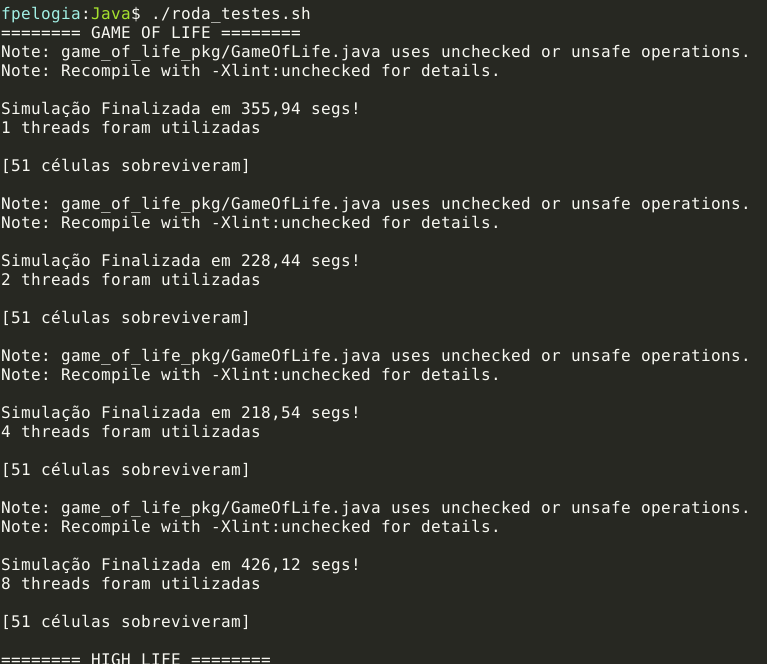 fpelogia:Java$ ./roda_testes.sh
======== GAME OF LIFE ========
Note: game_of_life_pkg/GameOfLife.java uses unchecked or unsafe operations.
Note: Recompile with -Xlint:unchecked for details.
Simulação Finalizada em 355,94 segs!
1 threads foram utilizadas
[51 células sobreviveram]
Note: game_of_life_pkg/GameOfLife.java uses unchecked or unsafe operations.
Note: Recompile with -Xlint:unchecked for details.
Simulação Finalizada em 228,44 segs!
2 threads foram utilizadas
[51 células sobreviveram]
Note: game_of_life_pkg/GameOfLife.java uses unchecked or unsafe operations.
Note: Recompile with -Xlint:unchecked for details.
Simulação Finalizada em 218,54 segs!
4 threads foram utilizadas
[51 células sobreviveram]
Note: game_of_life_pkg/GameOfLife.java uses unchecked or unsafe operations.
Note: Recompile with -Xlint:unchecked for details.
Simulação Finalizada em 426,12 segs!
8 threads foram utilizadas
[51 células sobreviveram]
======== HIGH LIFE ========